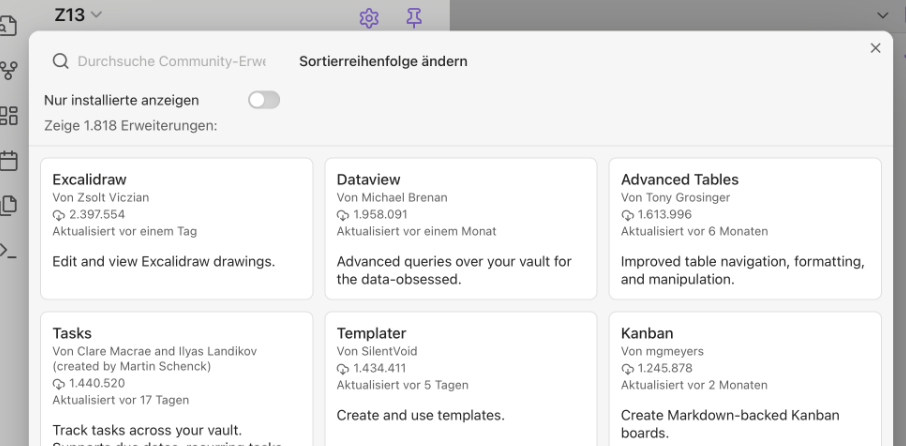 Z13
Durchsuche Community-Erwe
Sortierreihenfolge ändern
Nur installierte anzeigen
Zeige 1.818 Erweiterungen:
Excalidraw
Von Zsolt Viczian
2.397.554
Aktualisiert vor einem Tag
Edit and view Excalidraw drawings.
Dataview
Von Michael Brenan
1.958.091
Aktualisiert vor einem Monat
Advanced queries over your vault for
the data-obsessed.
Advanced Tables
Von Tony Grosinger
1.613.996
Aktualisiert vor 6 Monaten
Improved table navigation, formatting,
and manipulation.
Tasks
Von Clare Macrae and Ilyas Landikov
(created by Martin Schenck)
1.440.520
Aktualisiert vor 17 Tagen
Track tasks across your vault.
Supports due dates, recurring tasks
Templater
Von SilentVoid
1.434.411
Aktualisiert vor 5 Tagen
Create and use templates.
Kanban
Von mgmeyers
1.245.878
Aktualisiert vor 2 Monaten
Create Markdown-backed Kanban
boards.